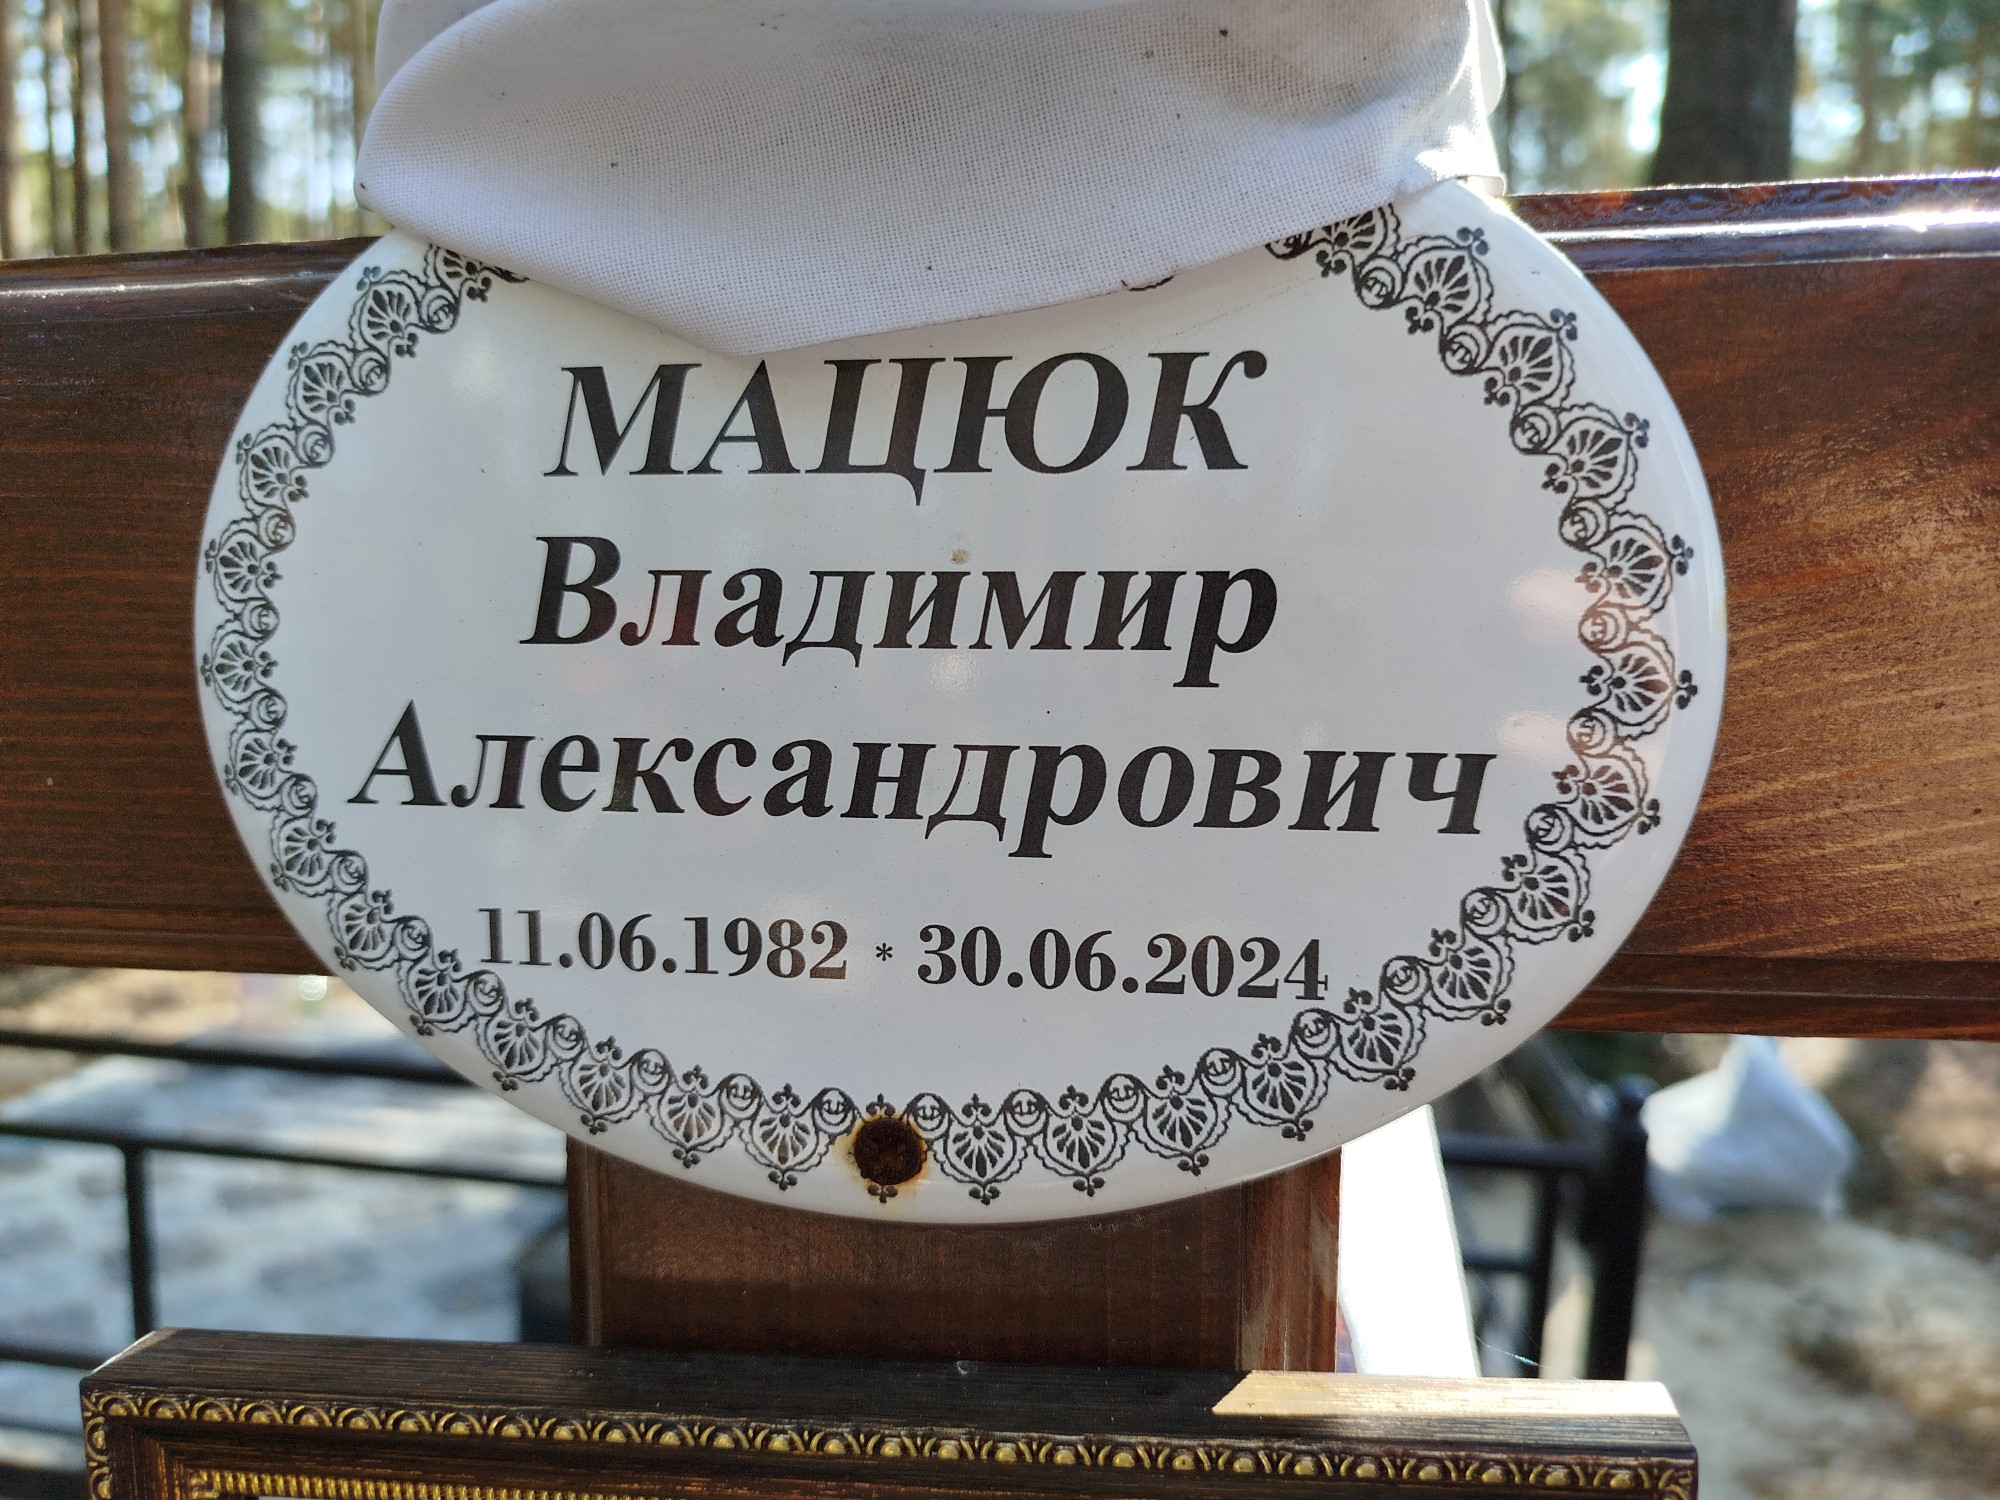 МАЦЮК
Владимир
Александрович
11.06.1982 * 30.06.2024